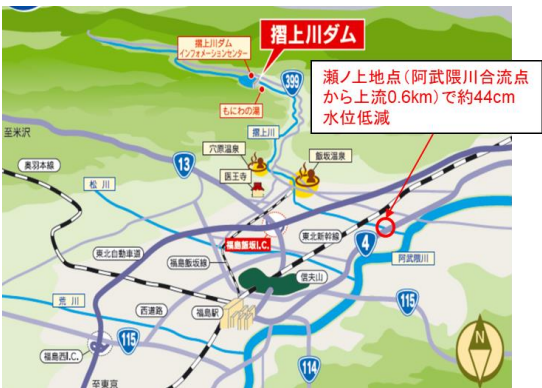 摺上川ダム
インフォメーションセンター
摺上川ダム
399
瀬ノ上地点(阿武隈川合流点
から上流0.6km)で約44cm
水位低減
もにわの湯
至米沢
摺上川
穴原温泉
飯坂温泉
奥羽本線
13
医王寺
松川
福島飯坂I.C.
東北新幹線
4
東北自動車道
福島飯坂線
阿武隈川
信夫山
荒川
西道路
福島駅
115
115
福島西I.C.
114
至東京
N